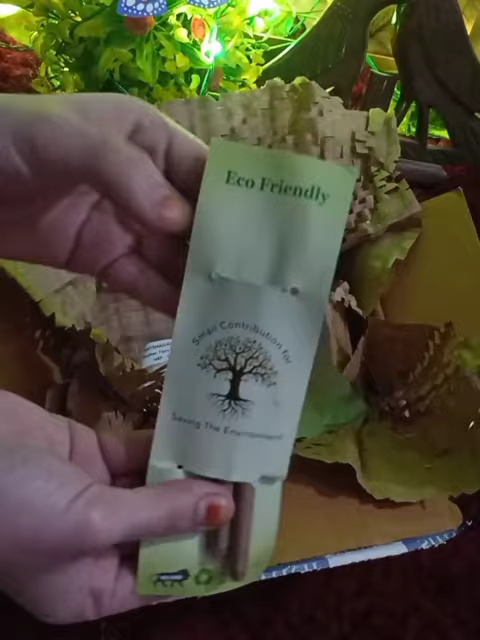 Eco Friendly
Small Contribution for
Saving The Environment